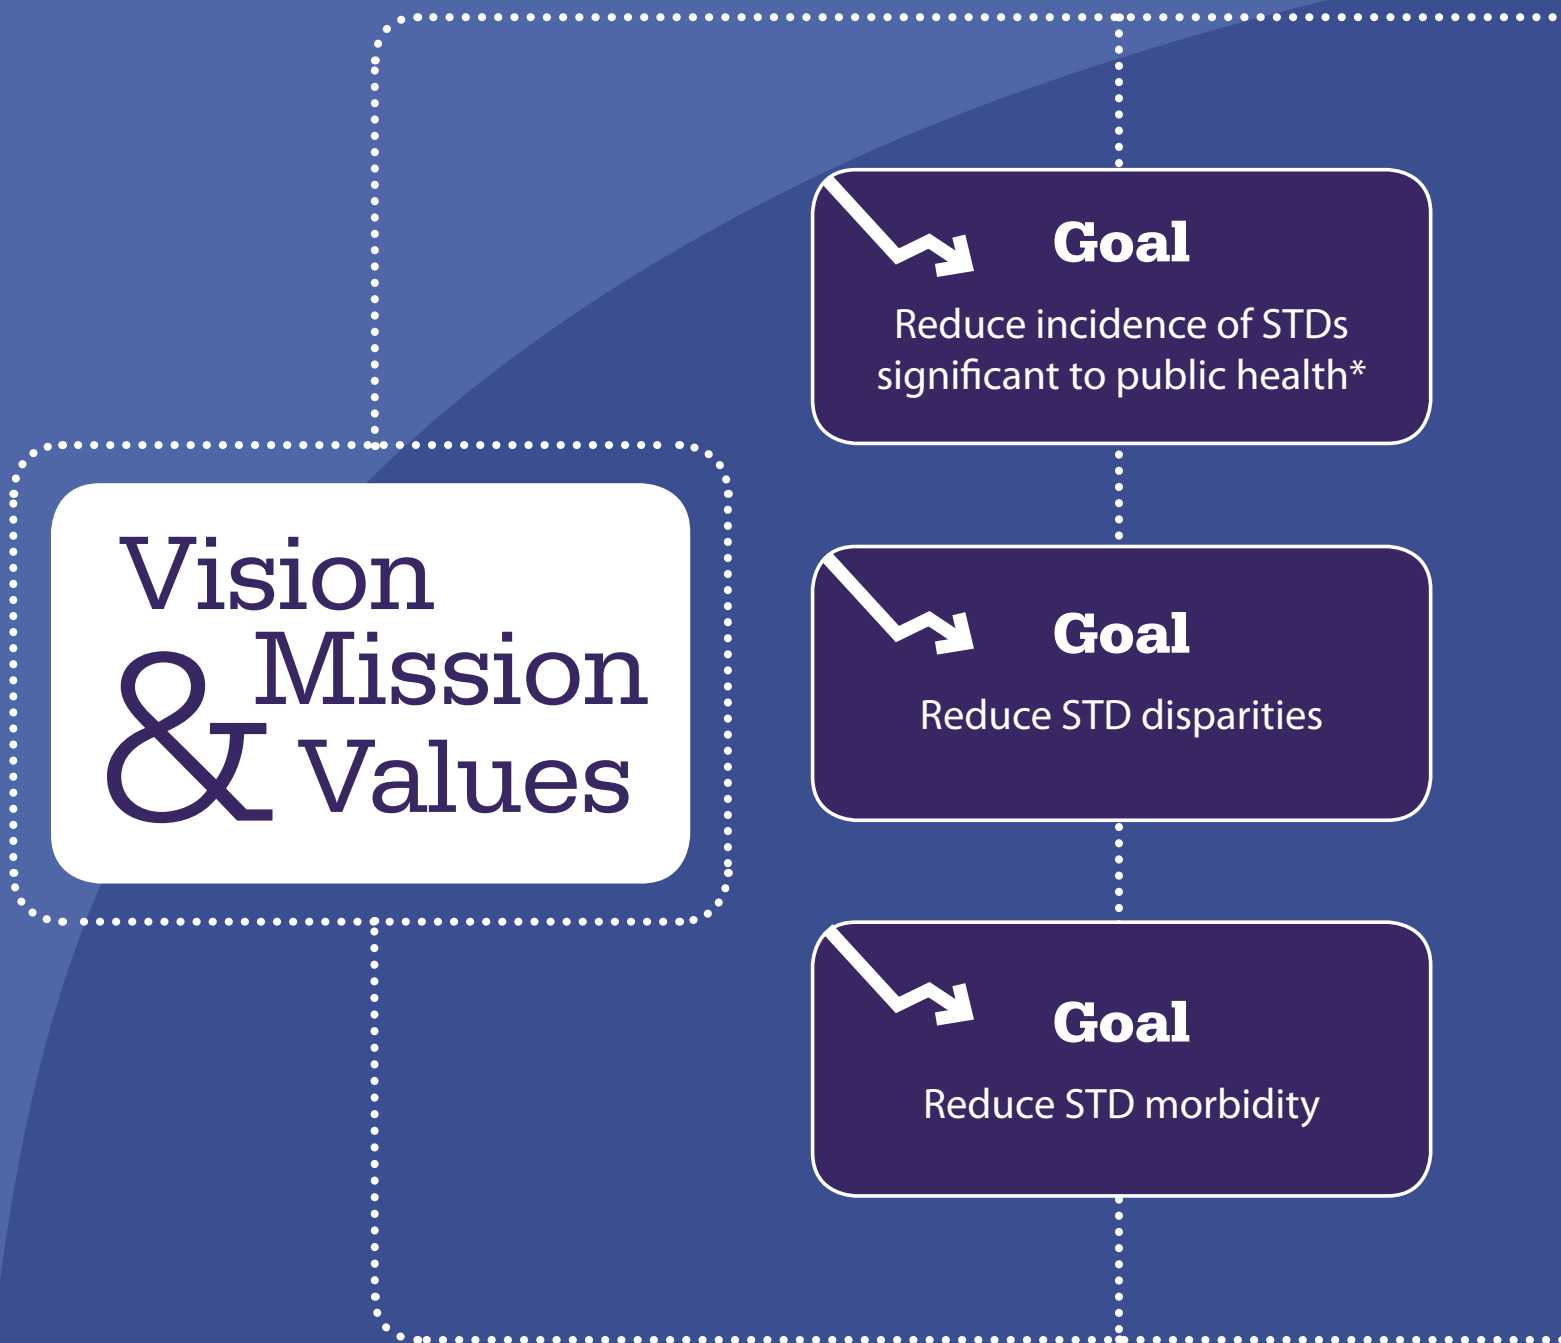 Vision
Mission
& Values
Goal
Reduce incidence of STDs
significant to public health*
Goal
Reduce STD disparities
Goal
Reduce STD morbidity